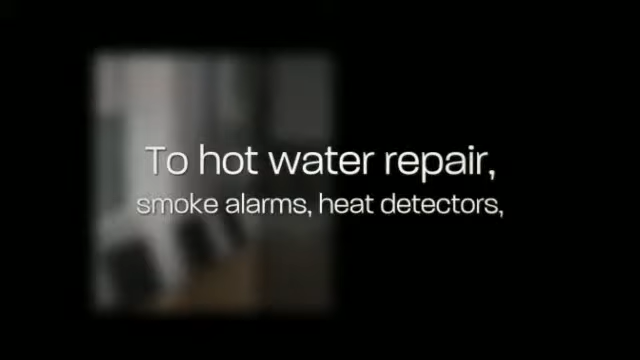 To hot water repair,
smoke alarms, heat detectors,